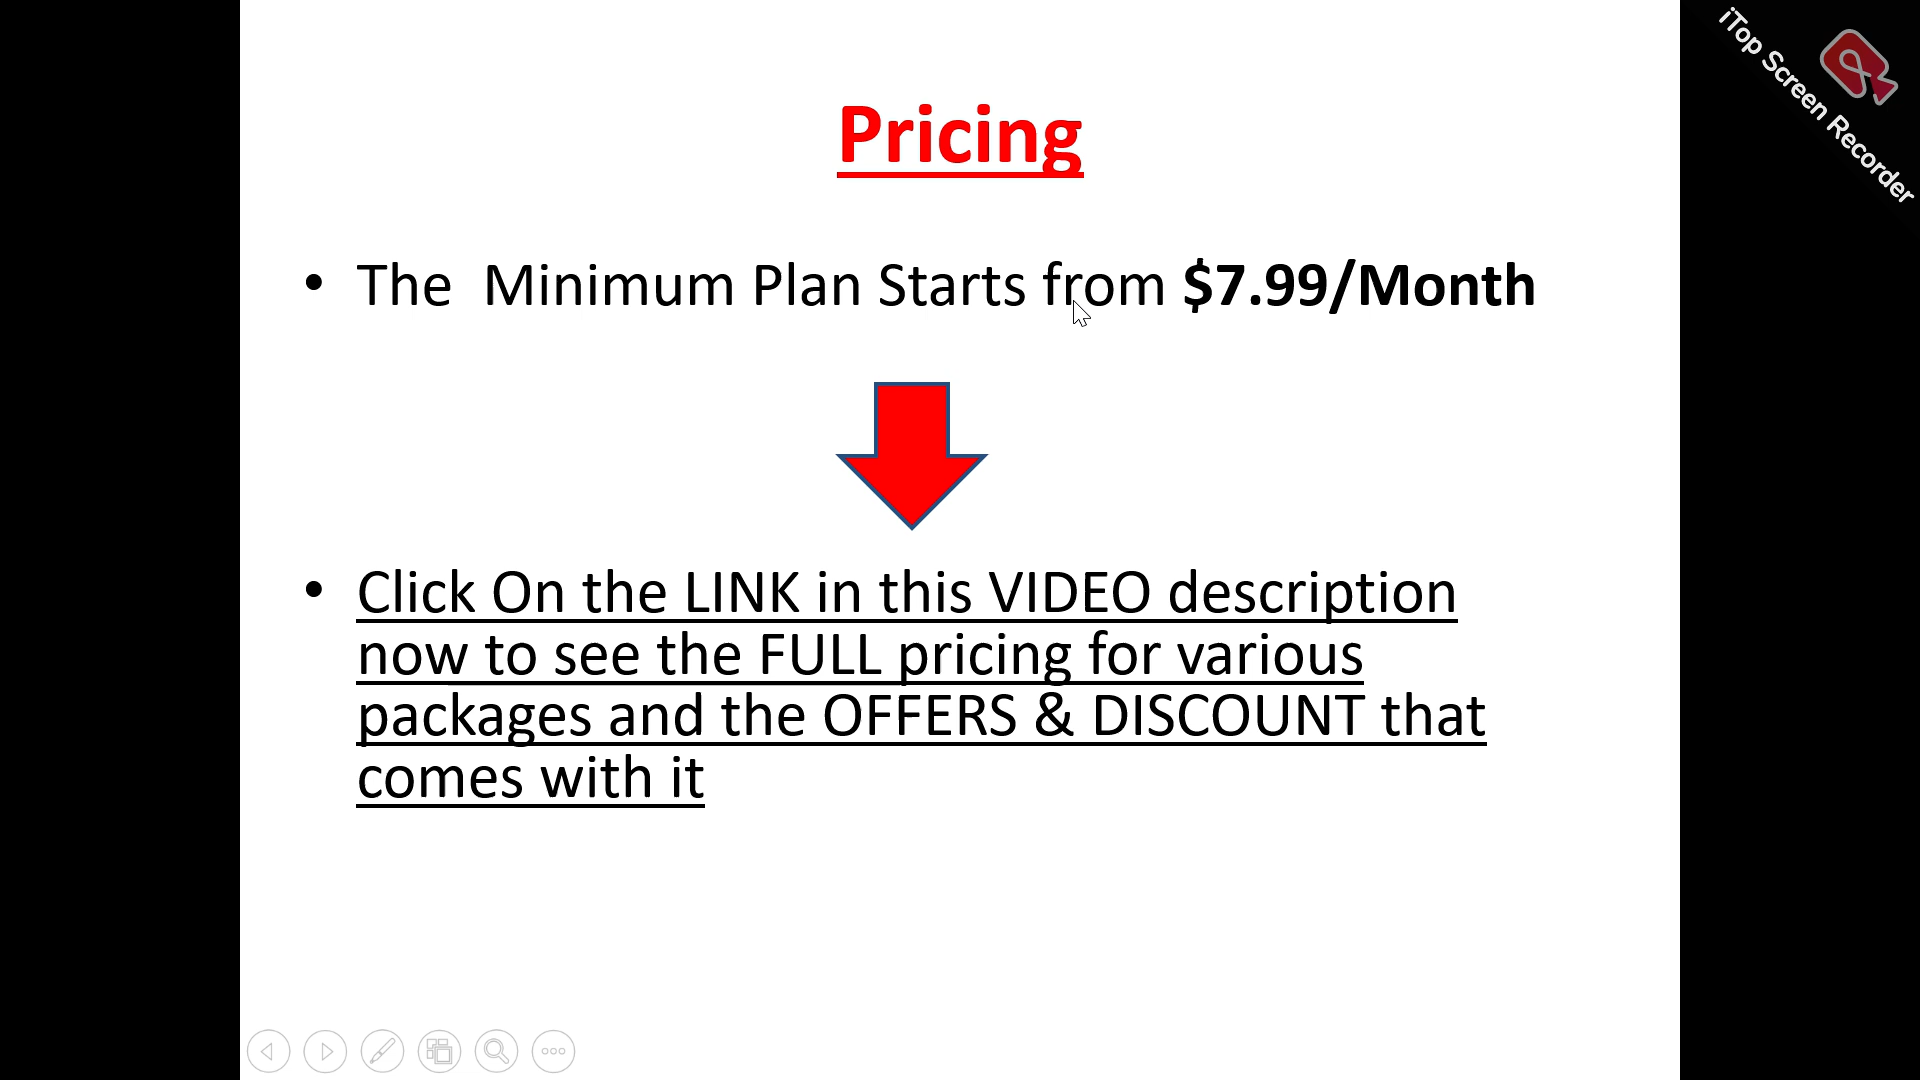 iTop Screen Recorder
Pricing
• The  Minimum Plan Starts from $7.99/Month
• Click On the LINK in this VIDEO description
now to see the FULL pricing for various
packages and the OFFERS & DISCOUNT that
comes with it